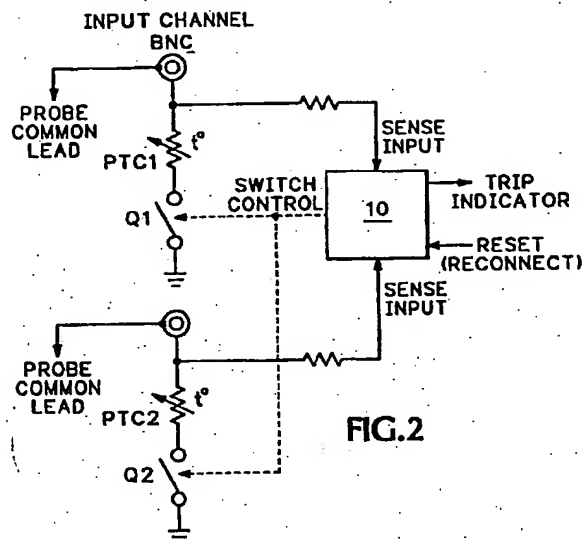 INPUT CHANNEL
BNC
PROBE
COMMON
LEAD
t°
PTC1
SENSE
INPUT
SWITCH
CONTROL
Q1
10
TRIP
INDICATOR
RESET
(RECONNECT)
SENSE
INPUT
PROBE
COMMON
LEAD
t°
PTC2
Q2
FIG.2